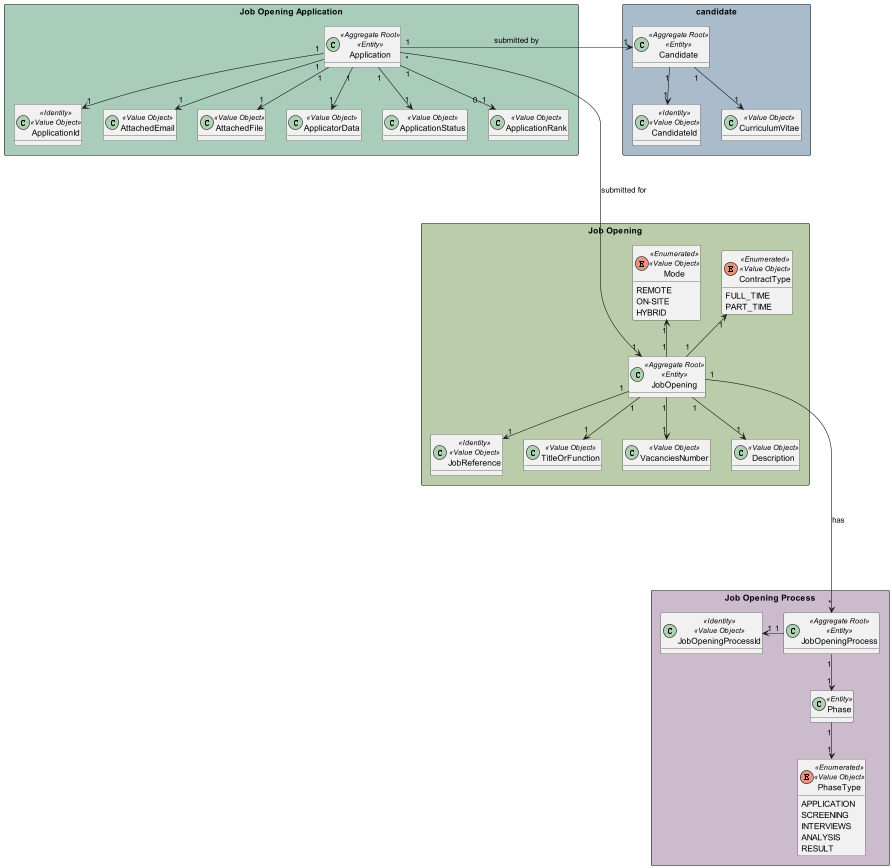 Job Opening Application
«Aggregate Root»
«Entity»
C Application
1
1
1
1
1
1
1
*
submitted by
1
1
1
1
1
1
0..1
C «Identity»
«Value Object»
ApplicationId
C «Value Object»
AttachedEmail
C «Value Object»
AttachedFile
C «Value Object»
ApplicatorData
C «Value Object»
ApplicationStatus
C «Value Object»
ApplicationRank
candidate
1
«Aggregate Root»
«Entity»
C Candidate
1
1
1
1
C «Identity»
«Value Object»
CandidateId
C «Value Object»
CurriculumVitae
submitted for
Job Opening
E «Enumerated»
«Value Object»
Mode
REMOTE
ON-SITE
HYBRID
E «Enumerated»
«Value Object»
ContractType
FULL_TIME
PART_TIME
1
1
1
1
1
«Aggregate Root»
«Entity»
C JobOpening
1
1
1
1
1
1
1
1
1
C «Identity»
«Value Object»
JobReference
C «Value Object»
TitleOrFunction
C «Value Object»
VacanciesNumber
C «Value Object»
Description
has
Job Opening Process
*
C «Identity»
«Value Object»
JobOpeningProcessId
1 1
«Aggregate Root»
«Entity»
C JobOpeningProcess
1
1
C «Entity»
Phase
1
1
E «Enumerated»
«Value Object»
PhaseType
APPLICATION
SCREENING
INTERVIEWS
ANALYSIS
RESULT